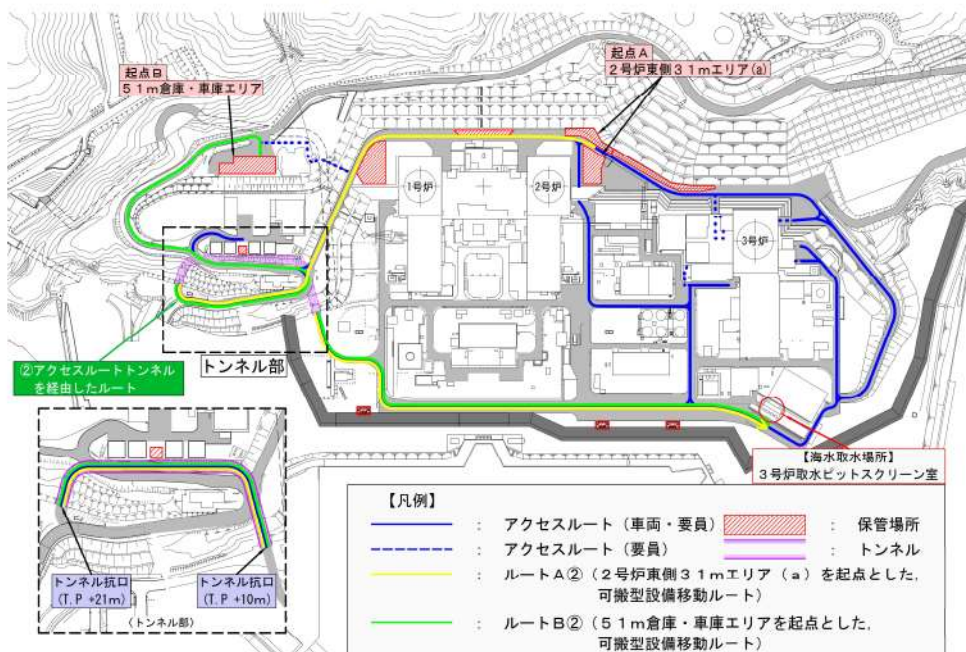 起点B
51m倉庫・車庫エリア
起点A
2号炉東側31mエリア(a)
1号炉
2号炉
3号炉
②アクセスルートトンネル
を経由したルート
トンネル部
【海水取水場所】
3号炉取水ピットスクリーン室
トンネル坑口
(T.P +21m)
トンネル坑口
(T.P +10m)
(トンネル部)
【凡例】
: アクセスルート(車両・要員)
: 保管場所
: アクセスルート(要員)
: トンネル
: ルートA②(2号炉東側31mエリア(a)を起点とした,
可搬型設備移動ルート)
: ルートB②(51m倉庫・車庫エリアを起点とした,
可搬型設備移動ルート)